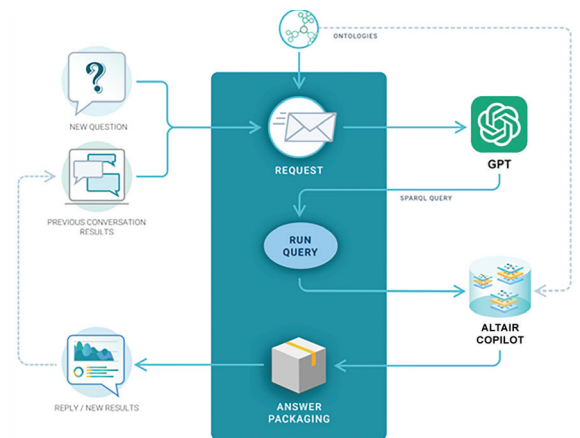 ONTOLOGIES
?
NEW QUESTION
REQUEST
GPT
PREVIOUS CONVERSATION
RESULTS
SPARQL QUERY
RUN
QUERY
ALTAIR
COPILOT
REPLY / NEW RESULTS
ANSWER
PACKAGING